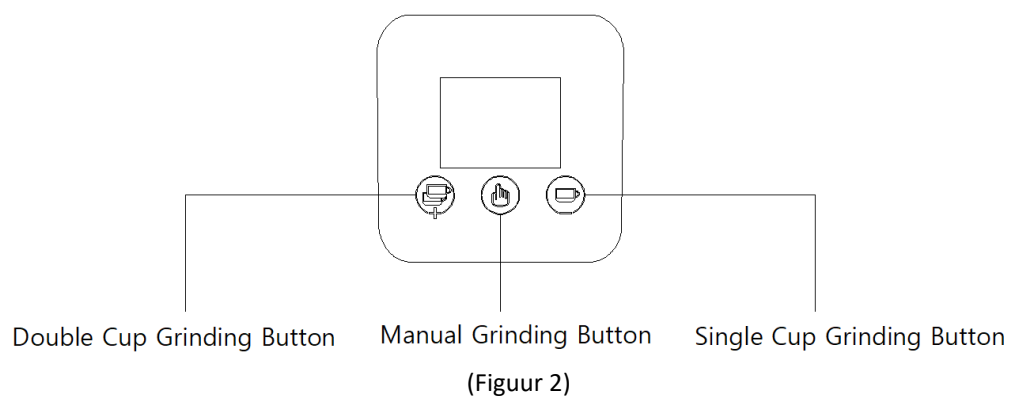 Double Cup Grinding Button
Manual Grinding Button
Single Cup Grinding Button
(Figuur 2)